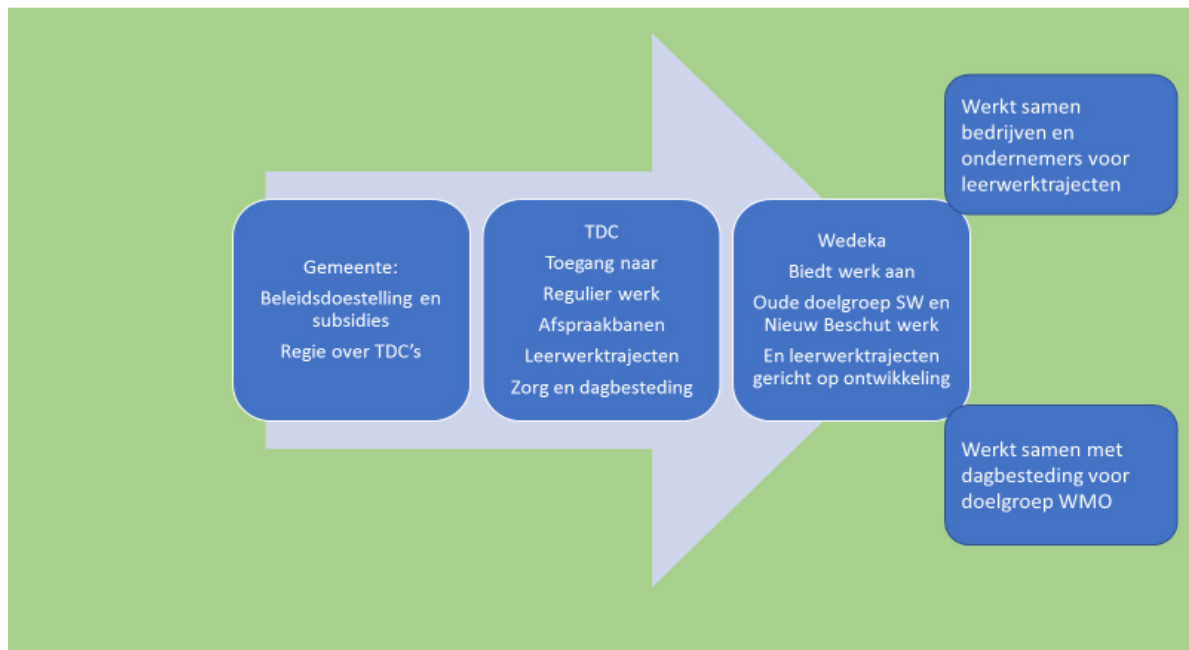 Gemeente:
Beleidsdoestelling en
subsidies
Regie over TDC's
TDC
Toegang naar
Regulier werk
Afspraakbanen
Leerwerktrajecten
Zorg en dagbesteding
Wedeka
Biedt werk aan
Oude doelgroep SW en
Nieuw Beschut werk
En leerwerktrajecten
gericht op ontwikkeling
Werkt samen
bedrijven en
ondernemers voor
leerwerktrajecten
Werkt samen met
dagbesteding voor
doelgroep WMO